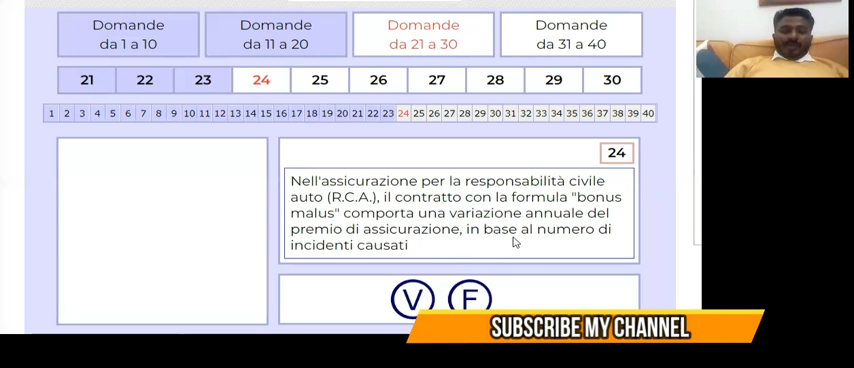 Domande da 1 a 10
Domande da 11 a 20
Domande da 21 a 30
Domande da 31 a 40
21 22 23 24 25 26 27 28 29 30
1 2 3 4 5 6 7 8 9 10 11 12 13 14 15 16 17 18 19 20 21 22 23 24 25 26 27 28 29 30 31 32 33 34 35 36 37 38 39 40
24
Nell'assicurazione per la responsabilità civile
auto (R.C.A.), il contratto con la formula "bonus
malus" comporta una variazione annuale del
premio di assicurazione, in base al numero di
incidenti causati
V F
SUBSCRIBE MY CHANNEL